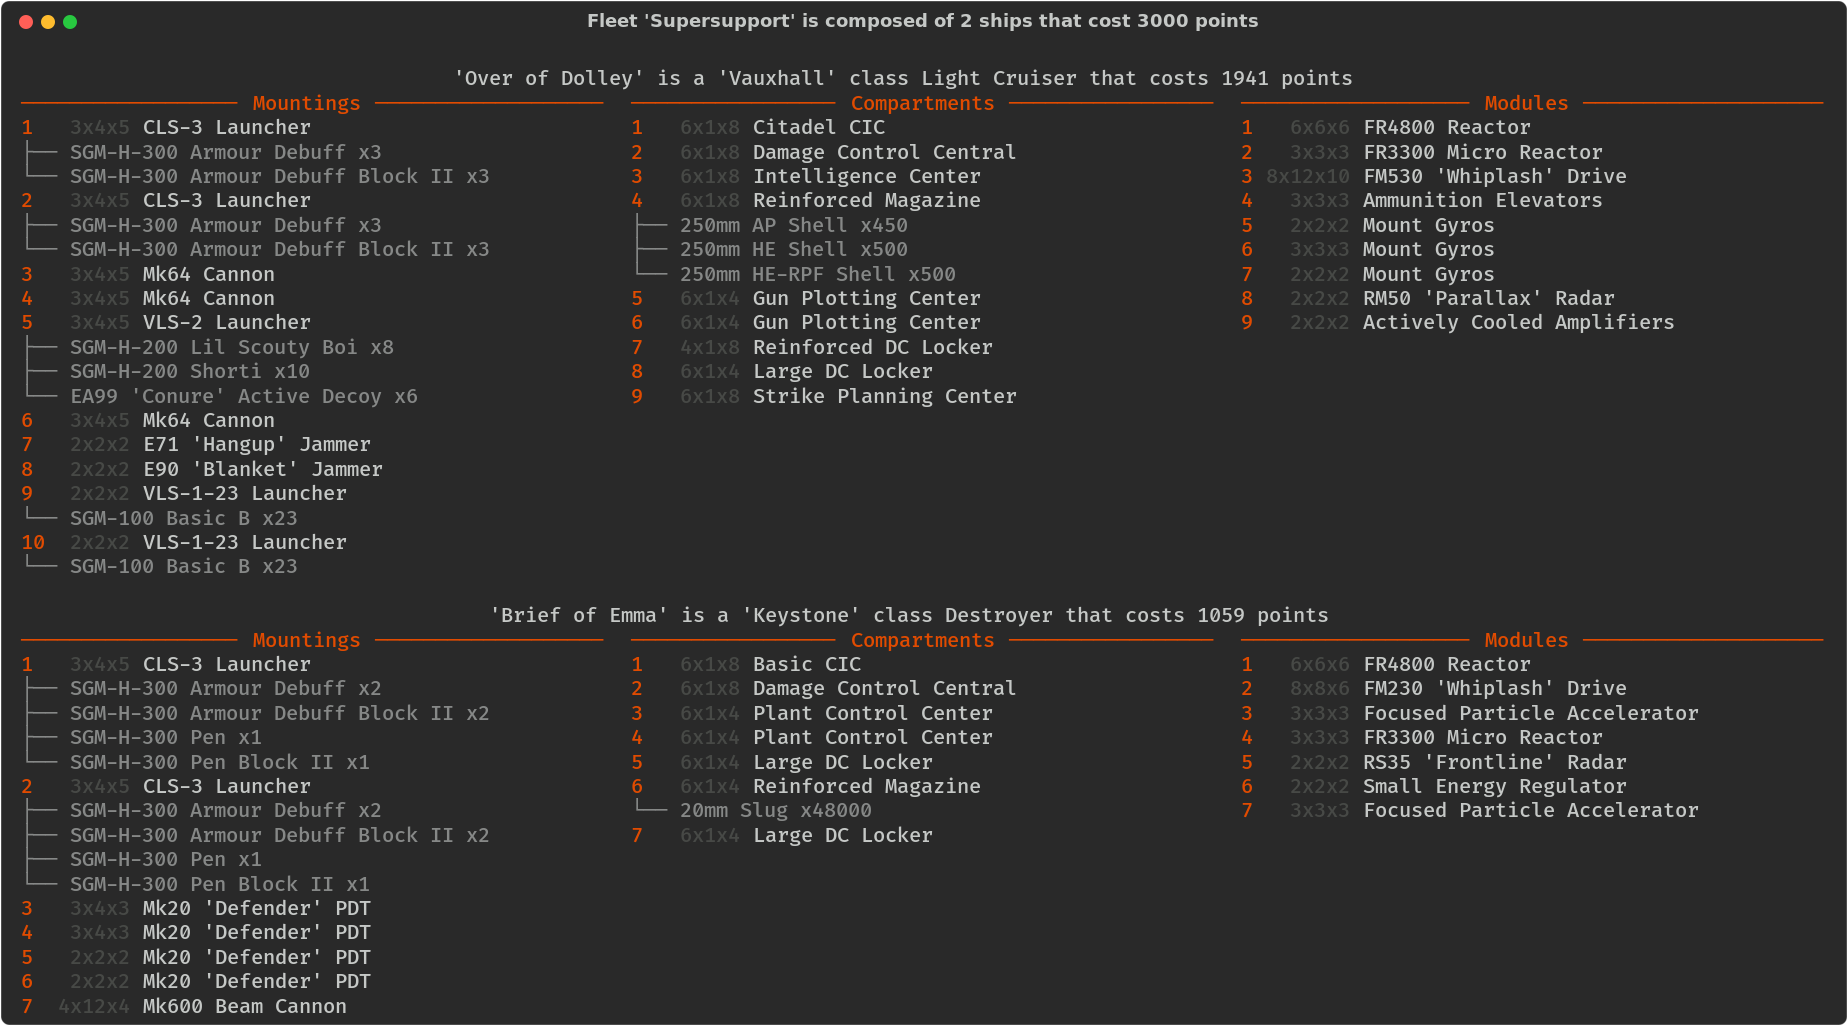 Fleet 'Supersupport' is composed of 2 ships that cost 3000 points
'Over of Dolley' is a 'Vauxhall' class Light Cruiser that costs 1941 points
Mountings
1 3x4x5 CLS-3 Launcher
SGM-H-300 Armour Debuff x3
SGM-H-300 Armour Debuff Block II x3
2 3x4x5 CLS-3 Launcher
SGM-H-300 Armour Debuff x3
SGM-H-300 Armour Debuff Block II x3
3 3x4x5 Mk64 Cannon
4 3x4x5 Mk64 Cannon
5 3x4x5 VLS-2 Launcher
SGM-H-200 Lil Scouty Boi x8
SGM-H-200 Shorti x10
EA99 'Conure' Active Decoy x6
6 3x4x5 Mk64 Cannon
7 2x2x2 E71 'Hangup' Jammer
8 2x2x2 E90 'Blanket' Jammer
9 2x2x2 VLS-1-23 Launcher
SGM-100 Basic B x23
10 2x2x2 VLS-1-23 Launcher
SGM-100 Basic B x23
Compartments
1 6x1x8 Citadel CIC
2 6x1x8 Damage Control Central
3 6x1x8 Intelligence Center
4 6x1x8 Reinforced Magazine
250mm AP Shell x450
250mm HE Shell x500
250mm HE-RPF Shell x500
5 6x1x4 Gun Plotting Center
6 6x1x4 Gun Plotting Center
7 4x1x8 Reinforced DC Locker
8 6x1x4 Large DC Locker
9 6x1x8 Strike Planning Center
Modules
1 6x6x6 FR4800 Reactor
2 3x3x3 FR3300 Micro Reactor
3 8x12x10 FM530 'Whiplash' Drive
4 3x3x3 Ammunition Elevators
5 2x2x2 Mount Gyros
6 3x3x3 Mount Gyros
7 2x2x2 Mount Gyros
8 2x2x2 RM50 'Parallax' Radar
9 2x2x2 Actively Cooled Amplifiers
'Brief of Emma' is a 'Keystone' class Destroyer that costs 1059 points
Mountings
1 3x4x5 CLS-3 Launcher
SGM-H-300 Armour Debuff x2
SGM-H-300 Armour Debuff Block II x2
SGM-H-300 Pen x1
SGM-H-300 Pen Block II x1
2 3x4x5 CLS-3 Launcher
SGM-H-300 Armour Debuff x2
SGM-H-300 Armour Debuff Block II x2
SGM-H-300 Pen x1
SGM-H-300 Pen Block II x1
3 3x4x3 Mk20 'Defender' PDT
4 3x4x3 Mk20 'Defender' PDT
5 2x2x2 Mk20 'Defender' PDT
6 2x2x2 Mk20 'Defender' PDT
7 4x12x4 Mk600 Beam Cannon
Compartments
1 6x1x8 Basic CIC
2 6x1x8 Damage Control Central
3 6x1x4 Plant Control Center
4 6x1x4 Plant Control Center
5 6x1x4 Large DC Locker
6 6x1x4 Reinforced Magazine
20mm Slug x48000
7 6x1x4 Large DC Locker
Modules
1 6x6x6 FR4800 Reactor
2 8x8x6 FM230 'Whiplash' Drive
3 3x3x3 Focused Particle Accelerator
4 3x3x3 FR3300 Micro Reactor
5 2x2x2 RS35 'Frontline' Radar
6 2x2x2 Small Energy Regulator
7 3x3x3 Focused Particle Accelerator